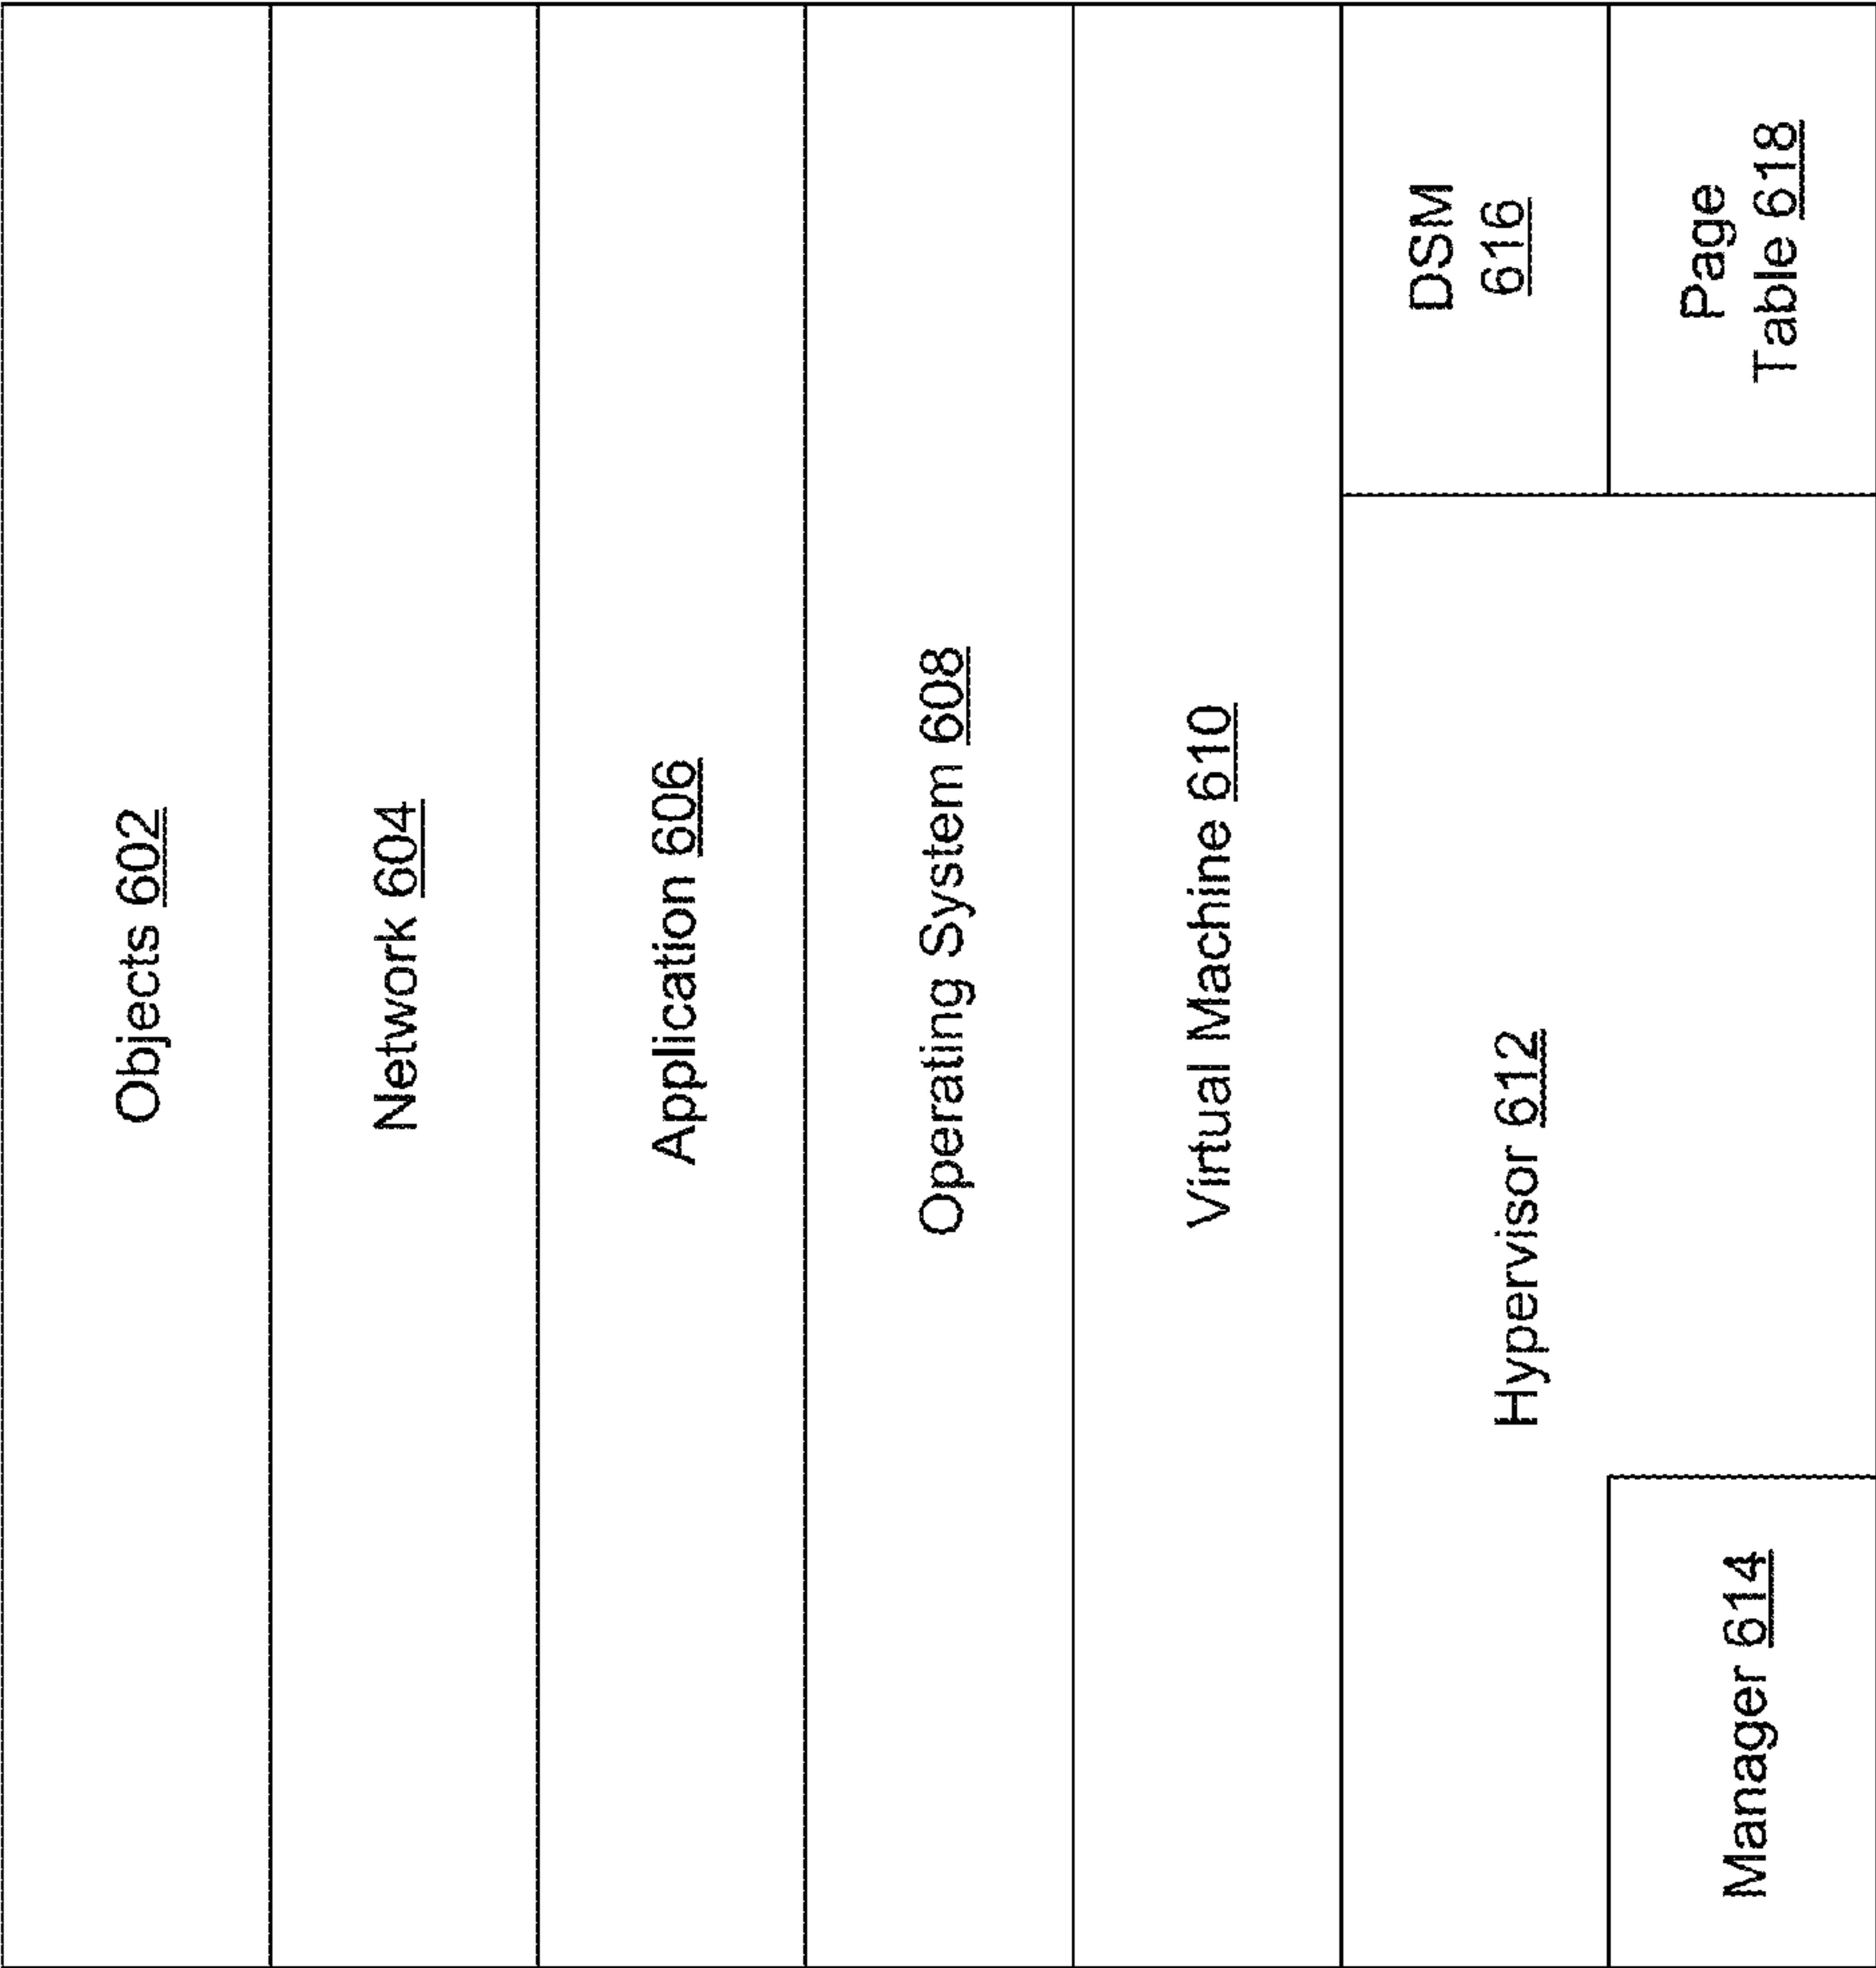 Objects 602
Network 604
Application 606
Operating System 608
Virtual Machine 610
Hypervisor 612
DSM
616
Manager 614
Page
Table 618